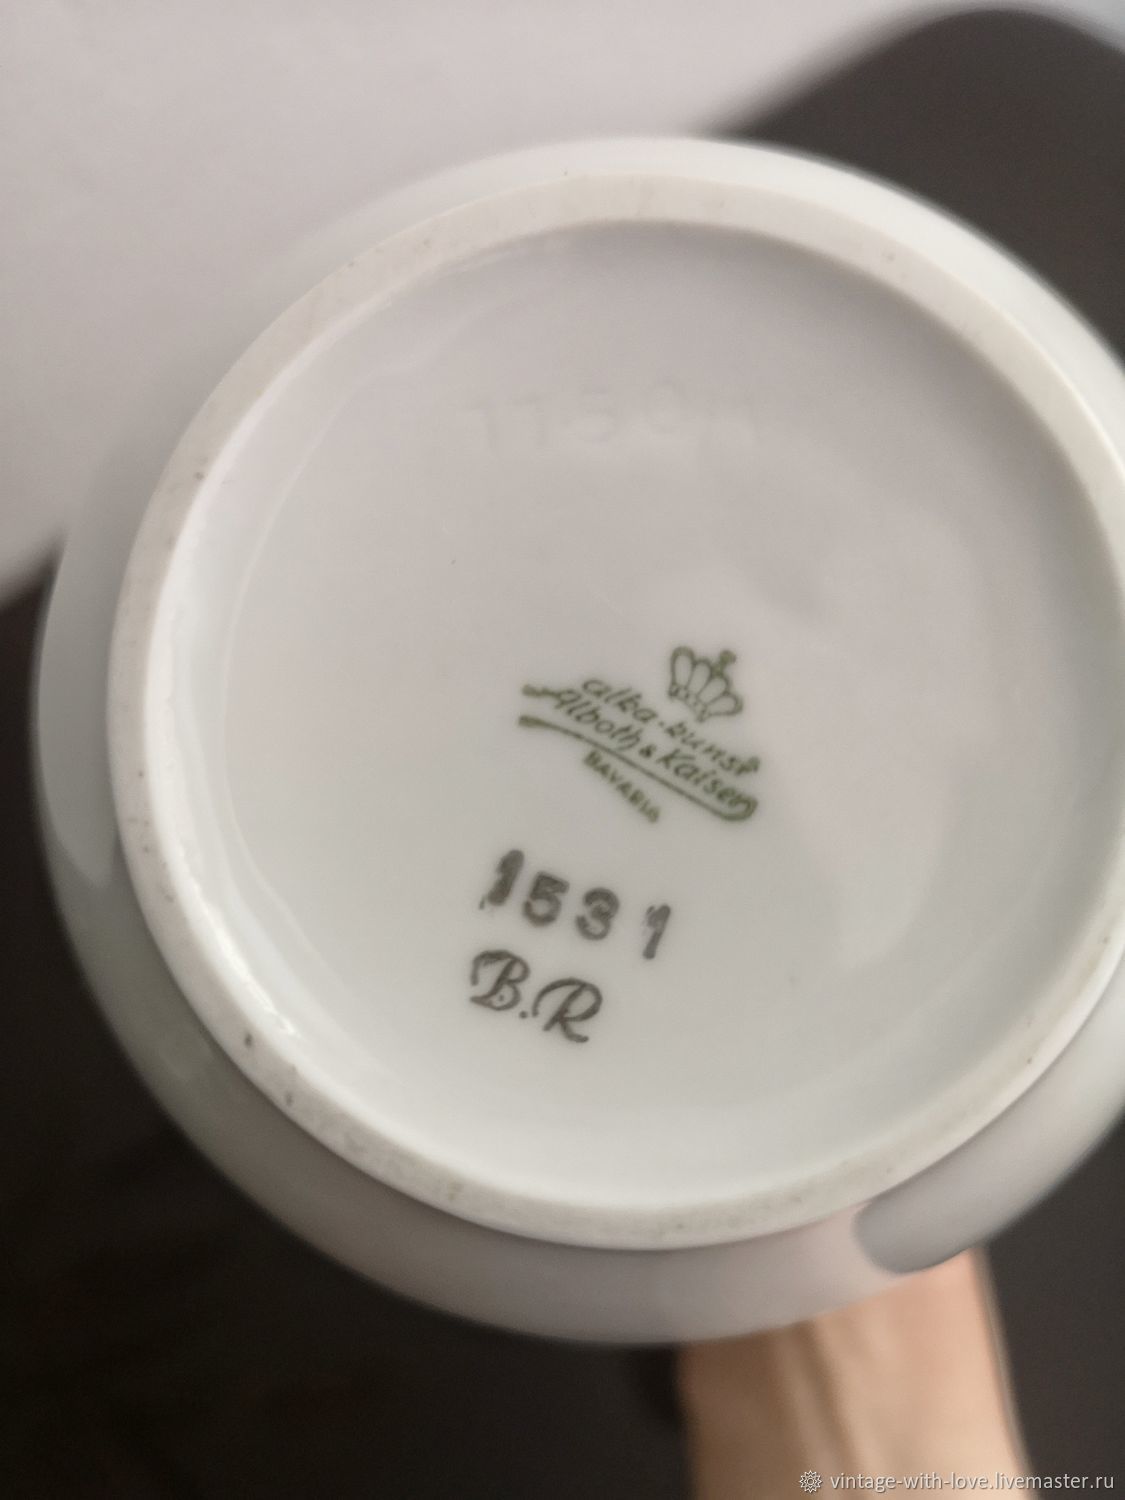 alka-kunst
Alboth & Kaiser
BAVARIA
1531
B.R
vintage-with-love.livemaster.ru